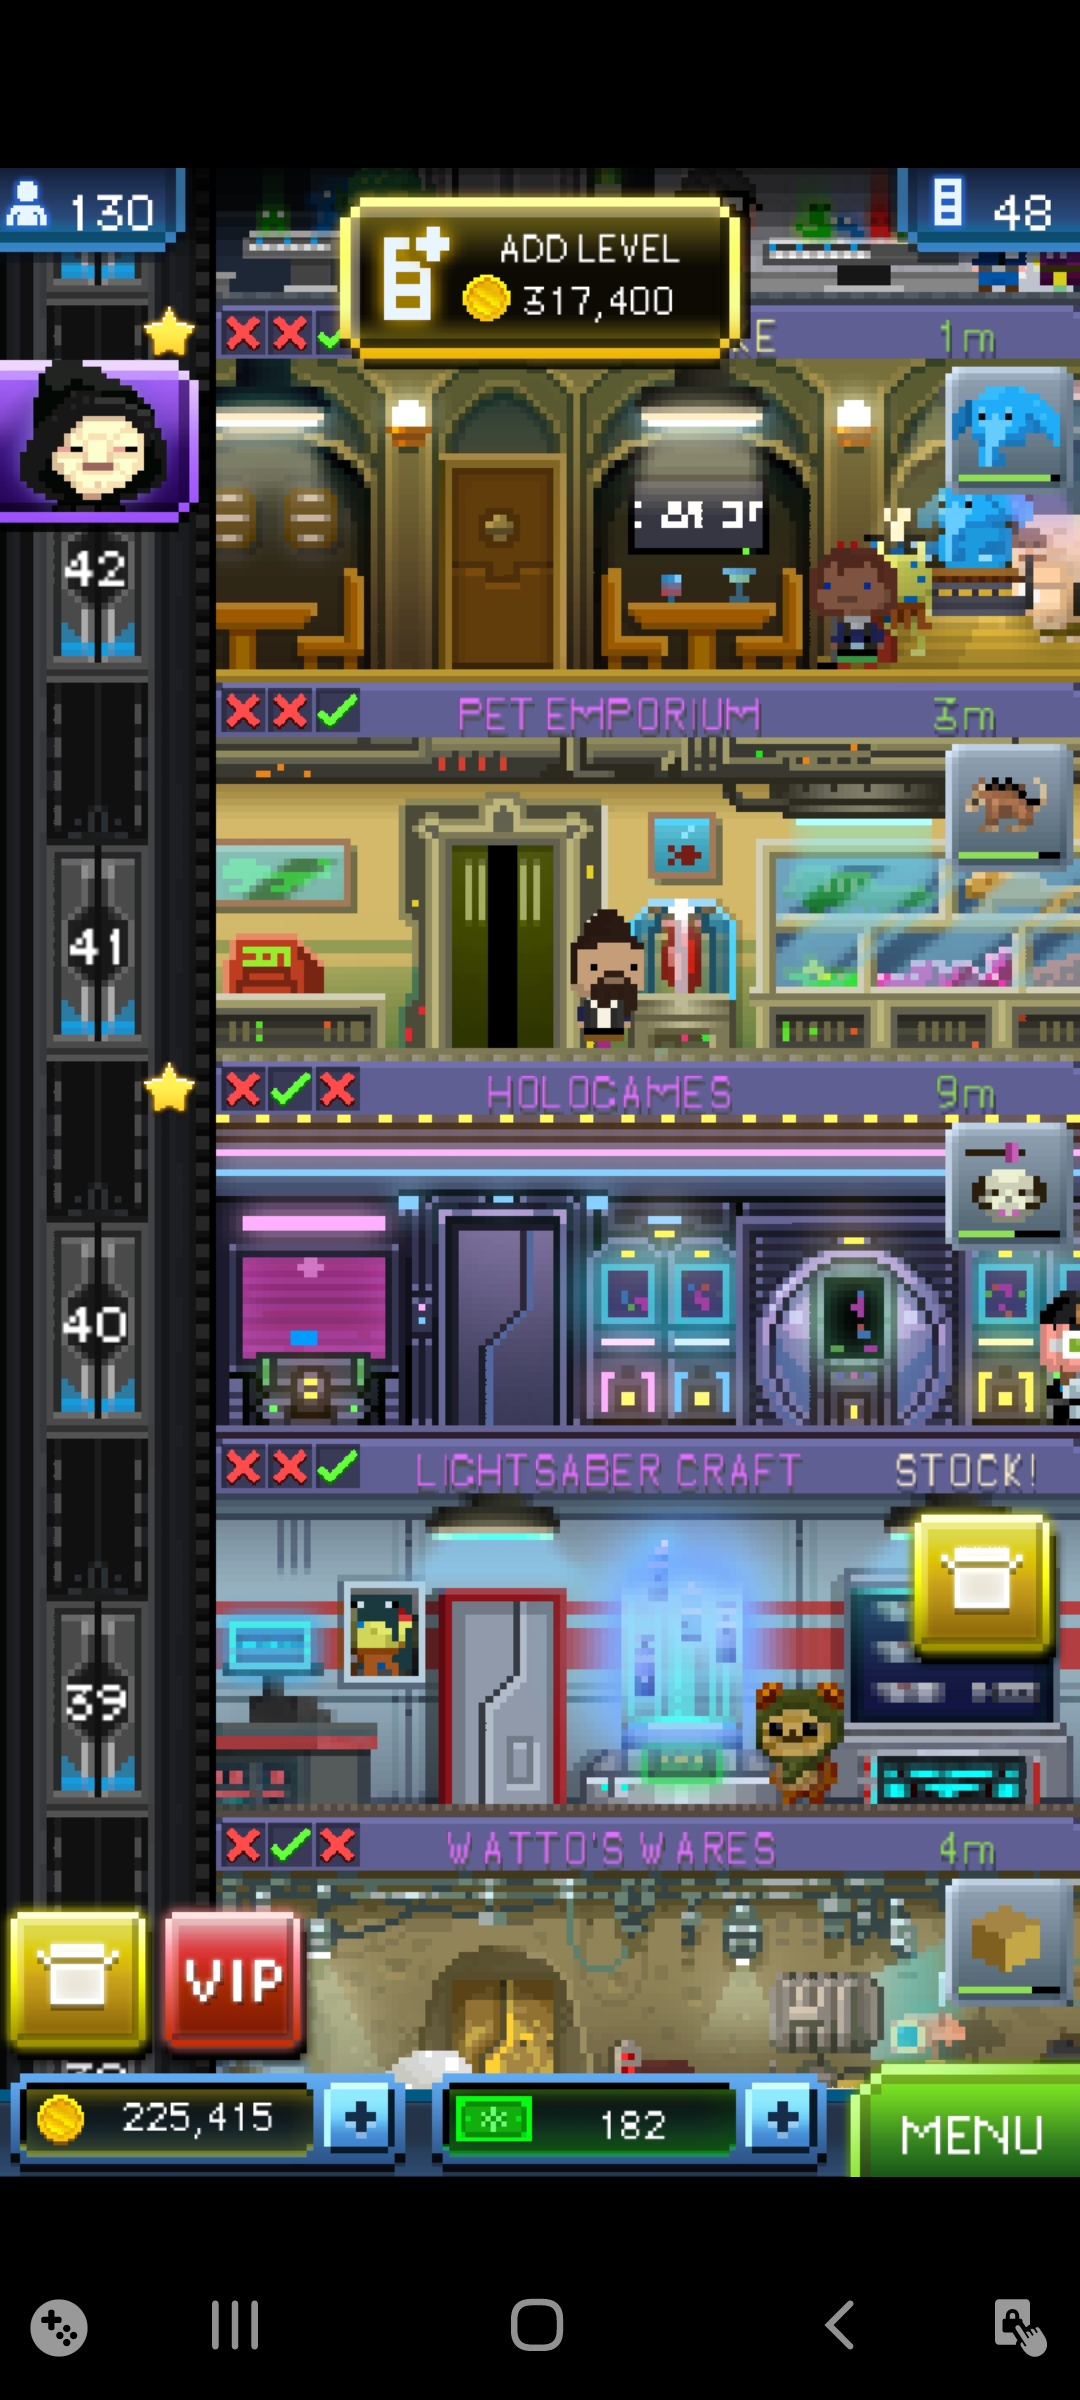 130
48
ADD LEVEL
317,400
KE
1m
42
PET EMPORIUM
3m
41
HOLOGAMES
9m
40
LIGHTSABER CRAFT
STOCK!
39
WATTO'S WARES
4m
VIP
225,415
182
MENU